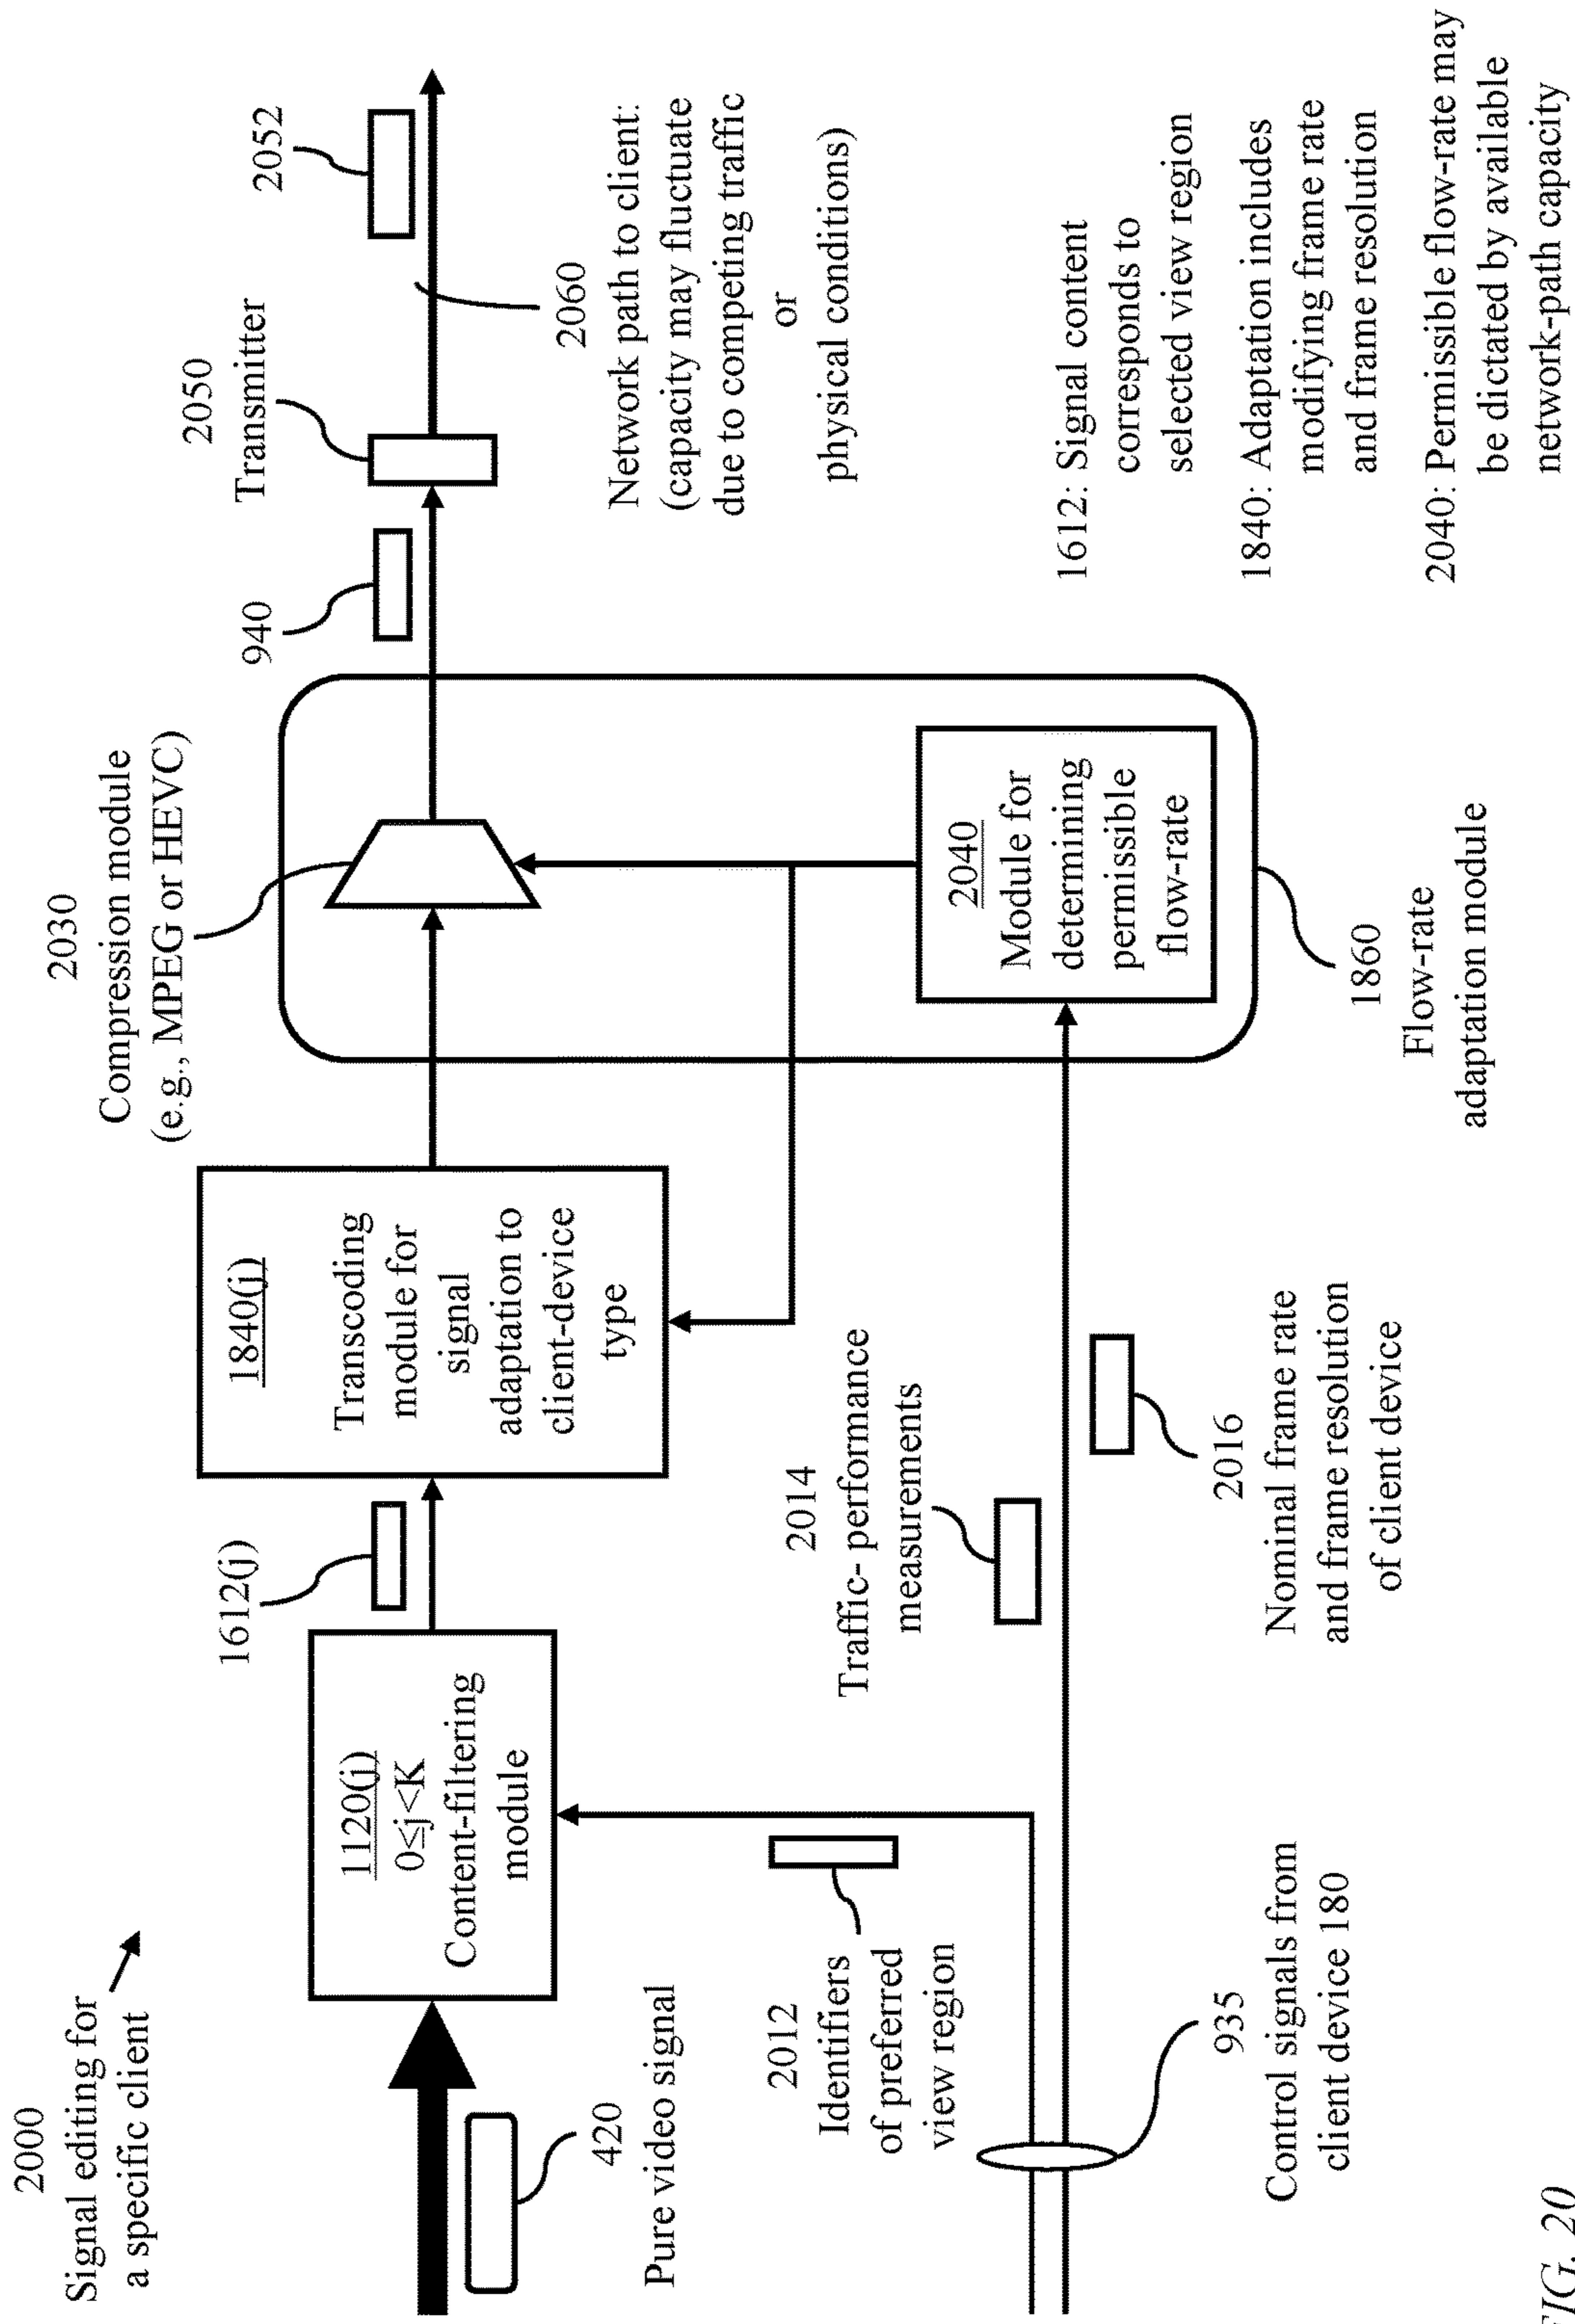 2000
Signal editing for
a specific client
420
Pure video signal
1120(j)
0≤j<K
Content-filtering
module
2012
Identifiers
of preferred
view region
935
Control signals from
client device 180
1612(j)
1840(j)
Transcoding
module for
signal
adaptation to
client-device
type
2014
Traffic- performance
measurements
2016
Nominal frame rate
and frame resolution
of client device
2030
Compression module
(e.g., MPEG or HEVC)
2040
Module for
determining
permissible
flow-rate
1860
Flow-rate
adaptation module
940
2050
Transmitter
2052
2060
Network path to client:
(capacity may fluctuate
due to competing traffic
or
physical conditions)
1612: Signal content
corresponds to
selected view region
1840: Adaptation includes
modifying frame rate
and frame resolution
2040: Permissible flow-rate may
be dictated by available
network-path capacity
FIG. 20